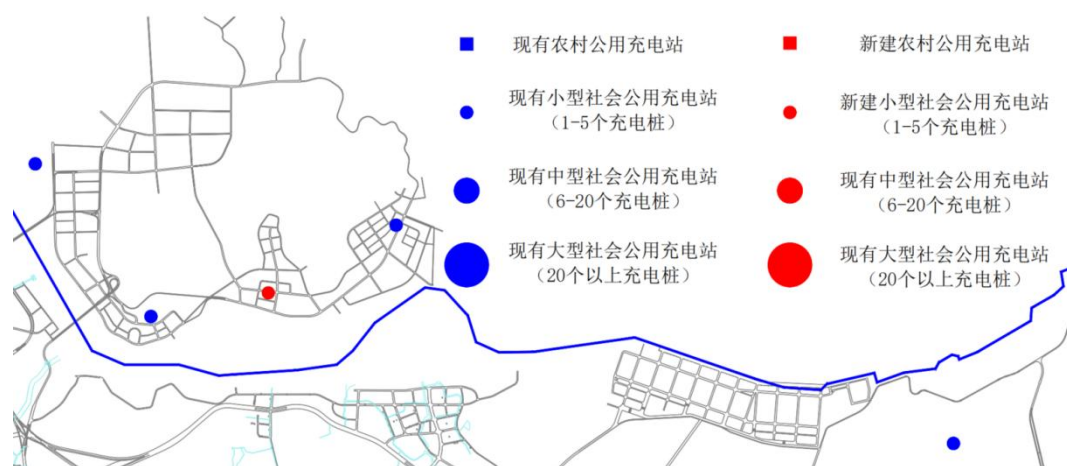 现有农村公用充电站
新建农村公用充电站
现有小型社会公用充电站
（1-5个充电桩）
新建小型社会公用充电站
（1-5个充电桩）
现有中型社会公用充电站
（6-20个充电桩）
现有中型社会公用充电站
（6-20个充电桩）
现有大型社会公用充电站
（20个以上充电桩）
现有大型社会公用充电站
（20个以上充电桩）